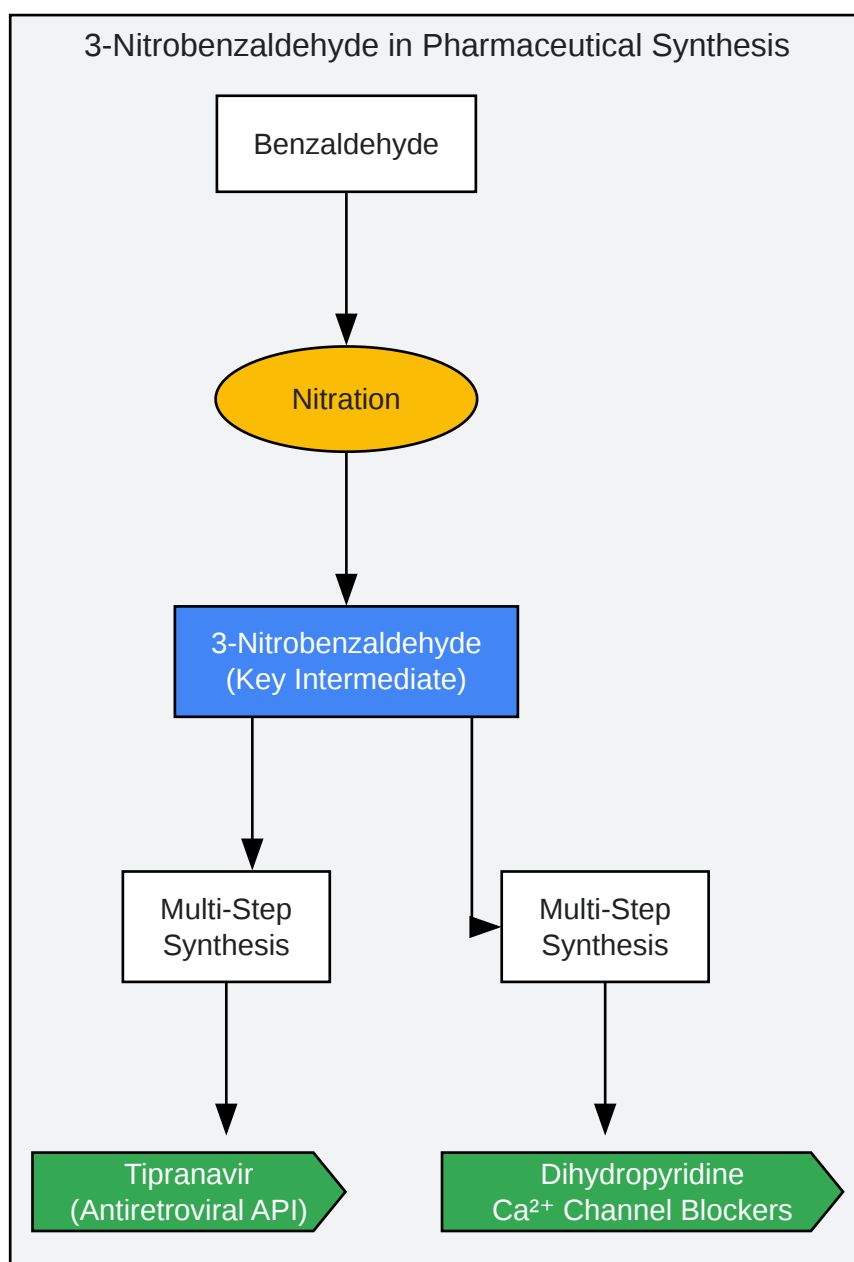 3-Nitrobenzaldehyde in Pharmaceutical Synthesis
Benzaldehyde
Nitration
3-Nitrobenzaldehyde
(Key Intermediate)
Multi-Step
Synthesis
Multi-Step
Synthesis
Tipranavir
(Antiretroviral API)
Dihydropyridine
Ca²⁺ Channel Blockers